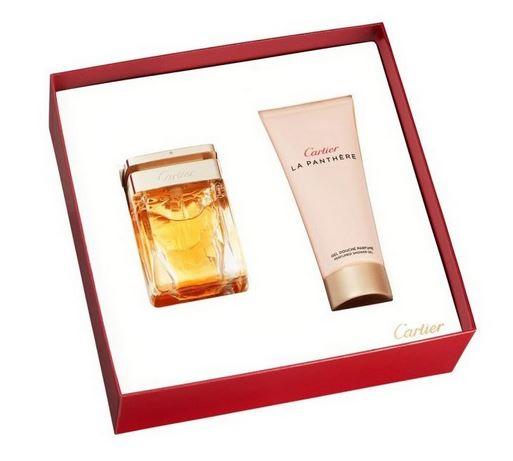 Cartier
Cartier
LA PANTHÈRE
GEL DOUCHE PARFUMÉ
PERFUMED SHOWER GEL
Cartier